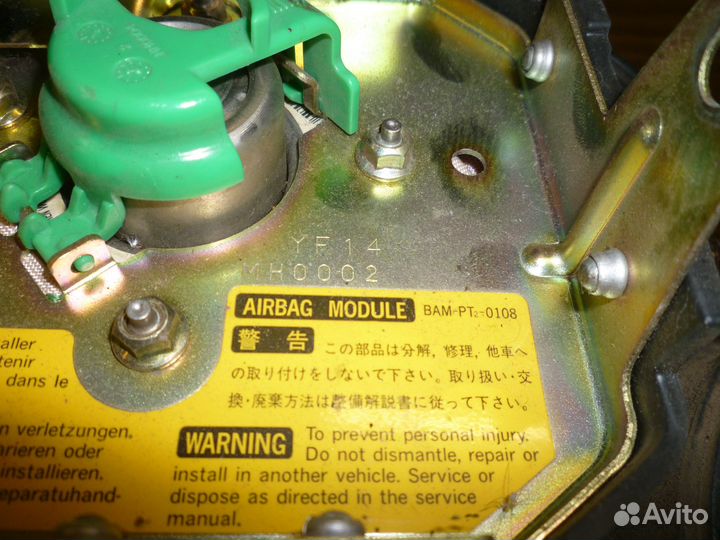 YF14
MH0002
AIRBAG MODULE BAM-PT2-0108
警告 この部品は分解,修理,他車へ
の取り付けをしないで下さい。取り扱い・交
換・廃棄方法は整備解説書に従って下さい。
WARNING To prevent personal injury.
Do not dismantle, repair or
install in another vehicle. Service or
dispose as directed in the service
manual.
aller
tenir
dans le
n verletzungen.
arieren oder
installieren.
eparaturhand-
Avito